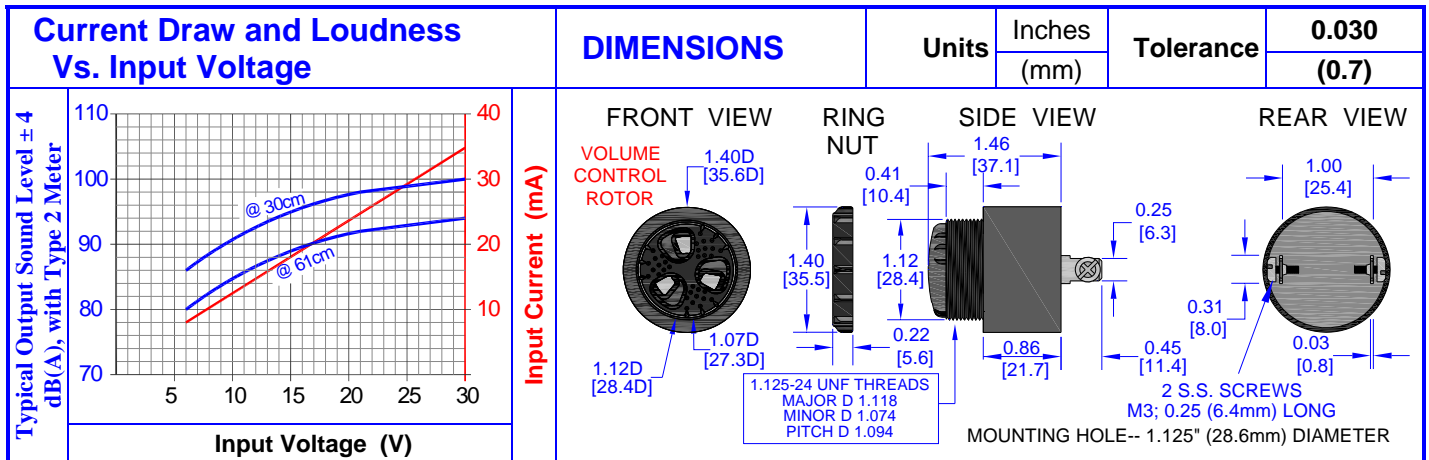 Current Draw and Loudness
Vs. Input Voltage
DIMENSIONS
Units
Inches
(mm)
Tolerance
0.030
(0.7)
Typical Output Sound Level ± 4
dB(A), with Type 2 Meter
110
100
90
80
70
@ 30cm
@ 61cm
5
10
15
20
25
30
Input Voltage (V)
40
30
20
10
Input Current (mA)
FRONT VIEW
VOLUME
CONTROL
ROTOR
1.40D
[35.6D]
1.07D
[27.3D]
1.12D
[28.4D]
RING
NUT
1.40
[35.5]
0.22
[5.6]
SIDE VIEW
1.46
[37.1]
0.41
[10.4]
1.12
[28.4]
0.25
[6.3]
0.86
[21.7]
0.45
[11.4]
1.125-24 UNF THREADS
MAJOR D 1.118
MINOR D 1.074
PITCH D 1.094
REAR VIEW
1.00
[25.4]
0.31
[8.0]
0.03
[0.8]
2 S.S. SCREWS
M3; 0.25 (6.4mm) LONG
MOUNTING HOLE-- 1.125" (28.6mm) DIAMETER